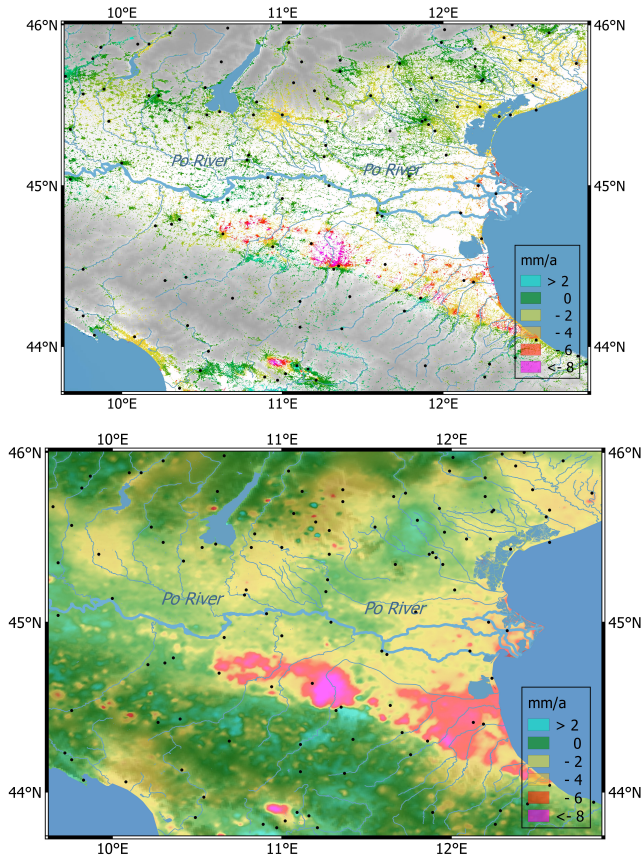 10°E 11°E 12°E
46°N 46°N
Po River Po River
45°N 45°N
mm/a
> 2
0
- 2
- 4
- 6
<- 8
44°N 44°N
10°E 11°E 12°E
10°E 11°E 12°E
46°N 46°N
Po River Po River
45°N 45°N
mm/a
> 2
0
- 2
- 4
- 6
<- 8
44°N 44°N
10°E 11°E 12°E